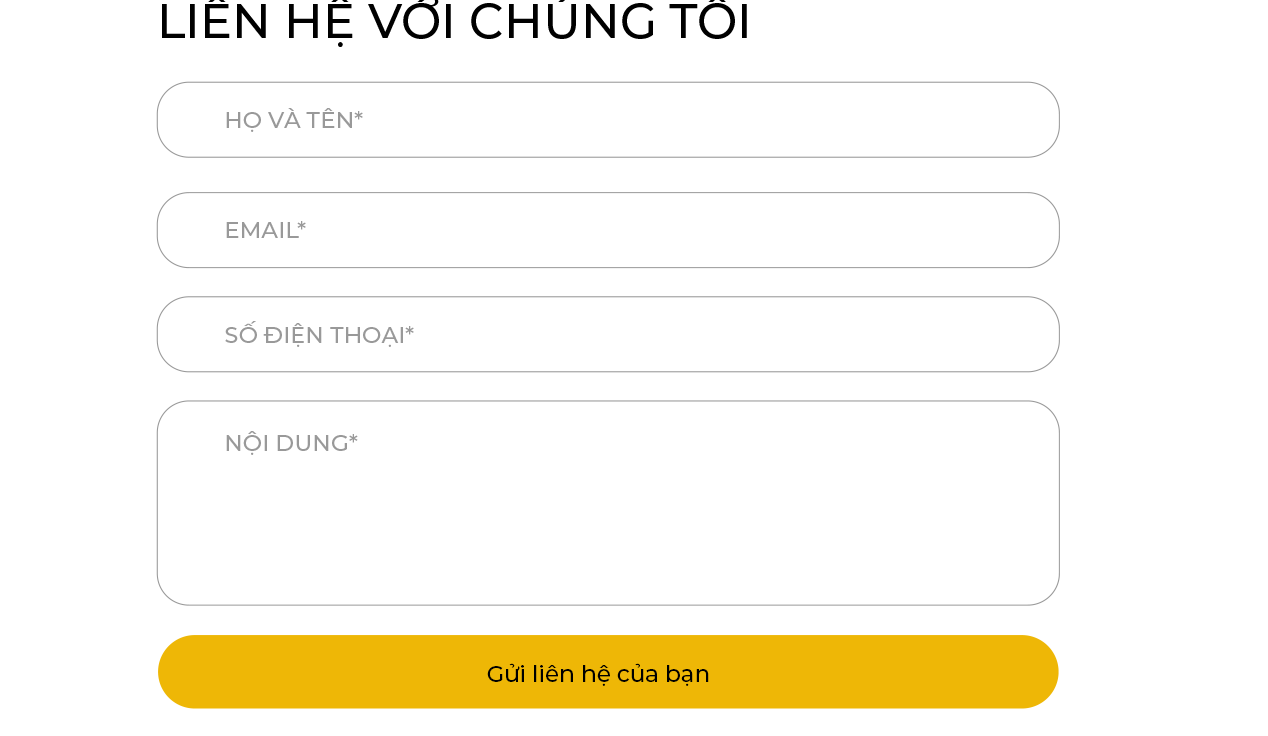 LIÊN HỆ VỚI CHÚNG TÔI
HỌ VÀ TÊN*
EMAIL*
SỐ ĐIỆN THOẠI*
NỘI DUNG*
Gửi liên hệ của bạn